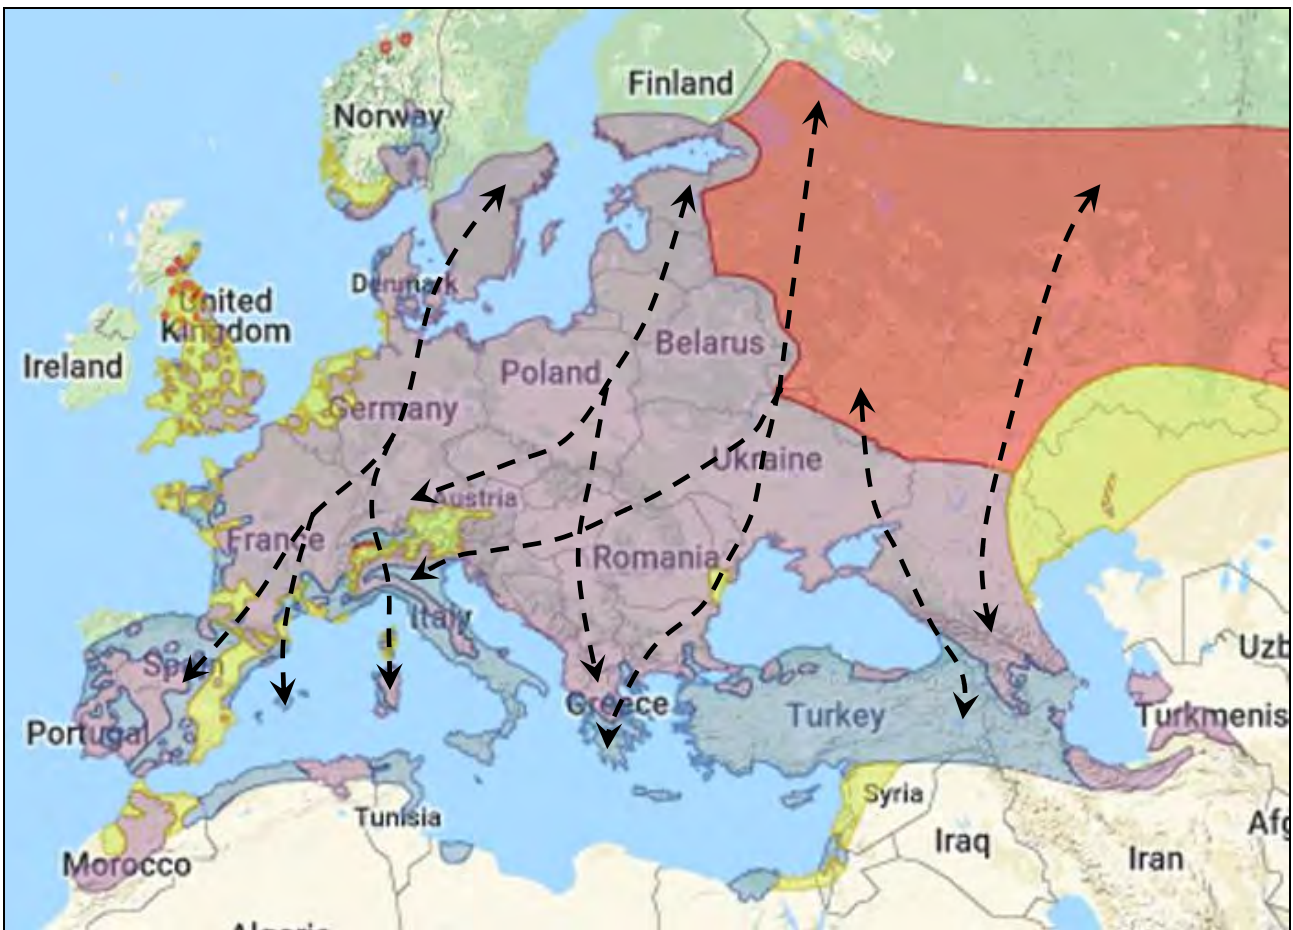 Finland
Norway
Denmark
United
Kingdom
Ireland
Belarus
Poland
Germany
Ukraine
Austria
France
Romania
Italy
Uzb
Spain
Greece
Turkey
Turkmenis
Portugal
Syria
Tunisia
Afg
Iraq
Morocco
Iran
Algeria